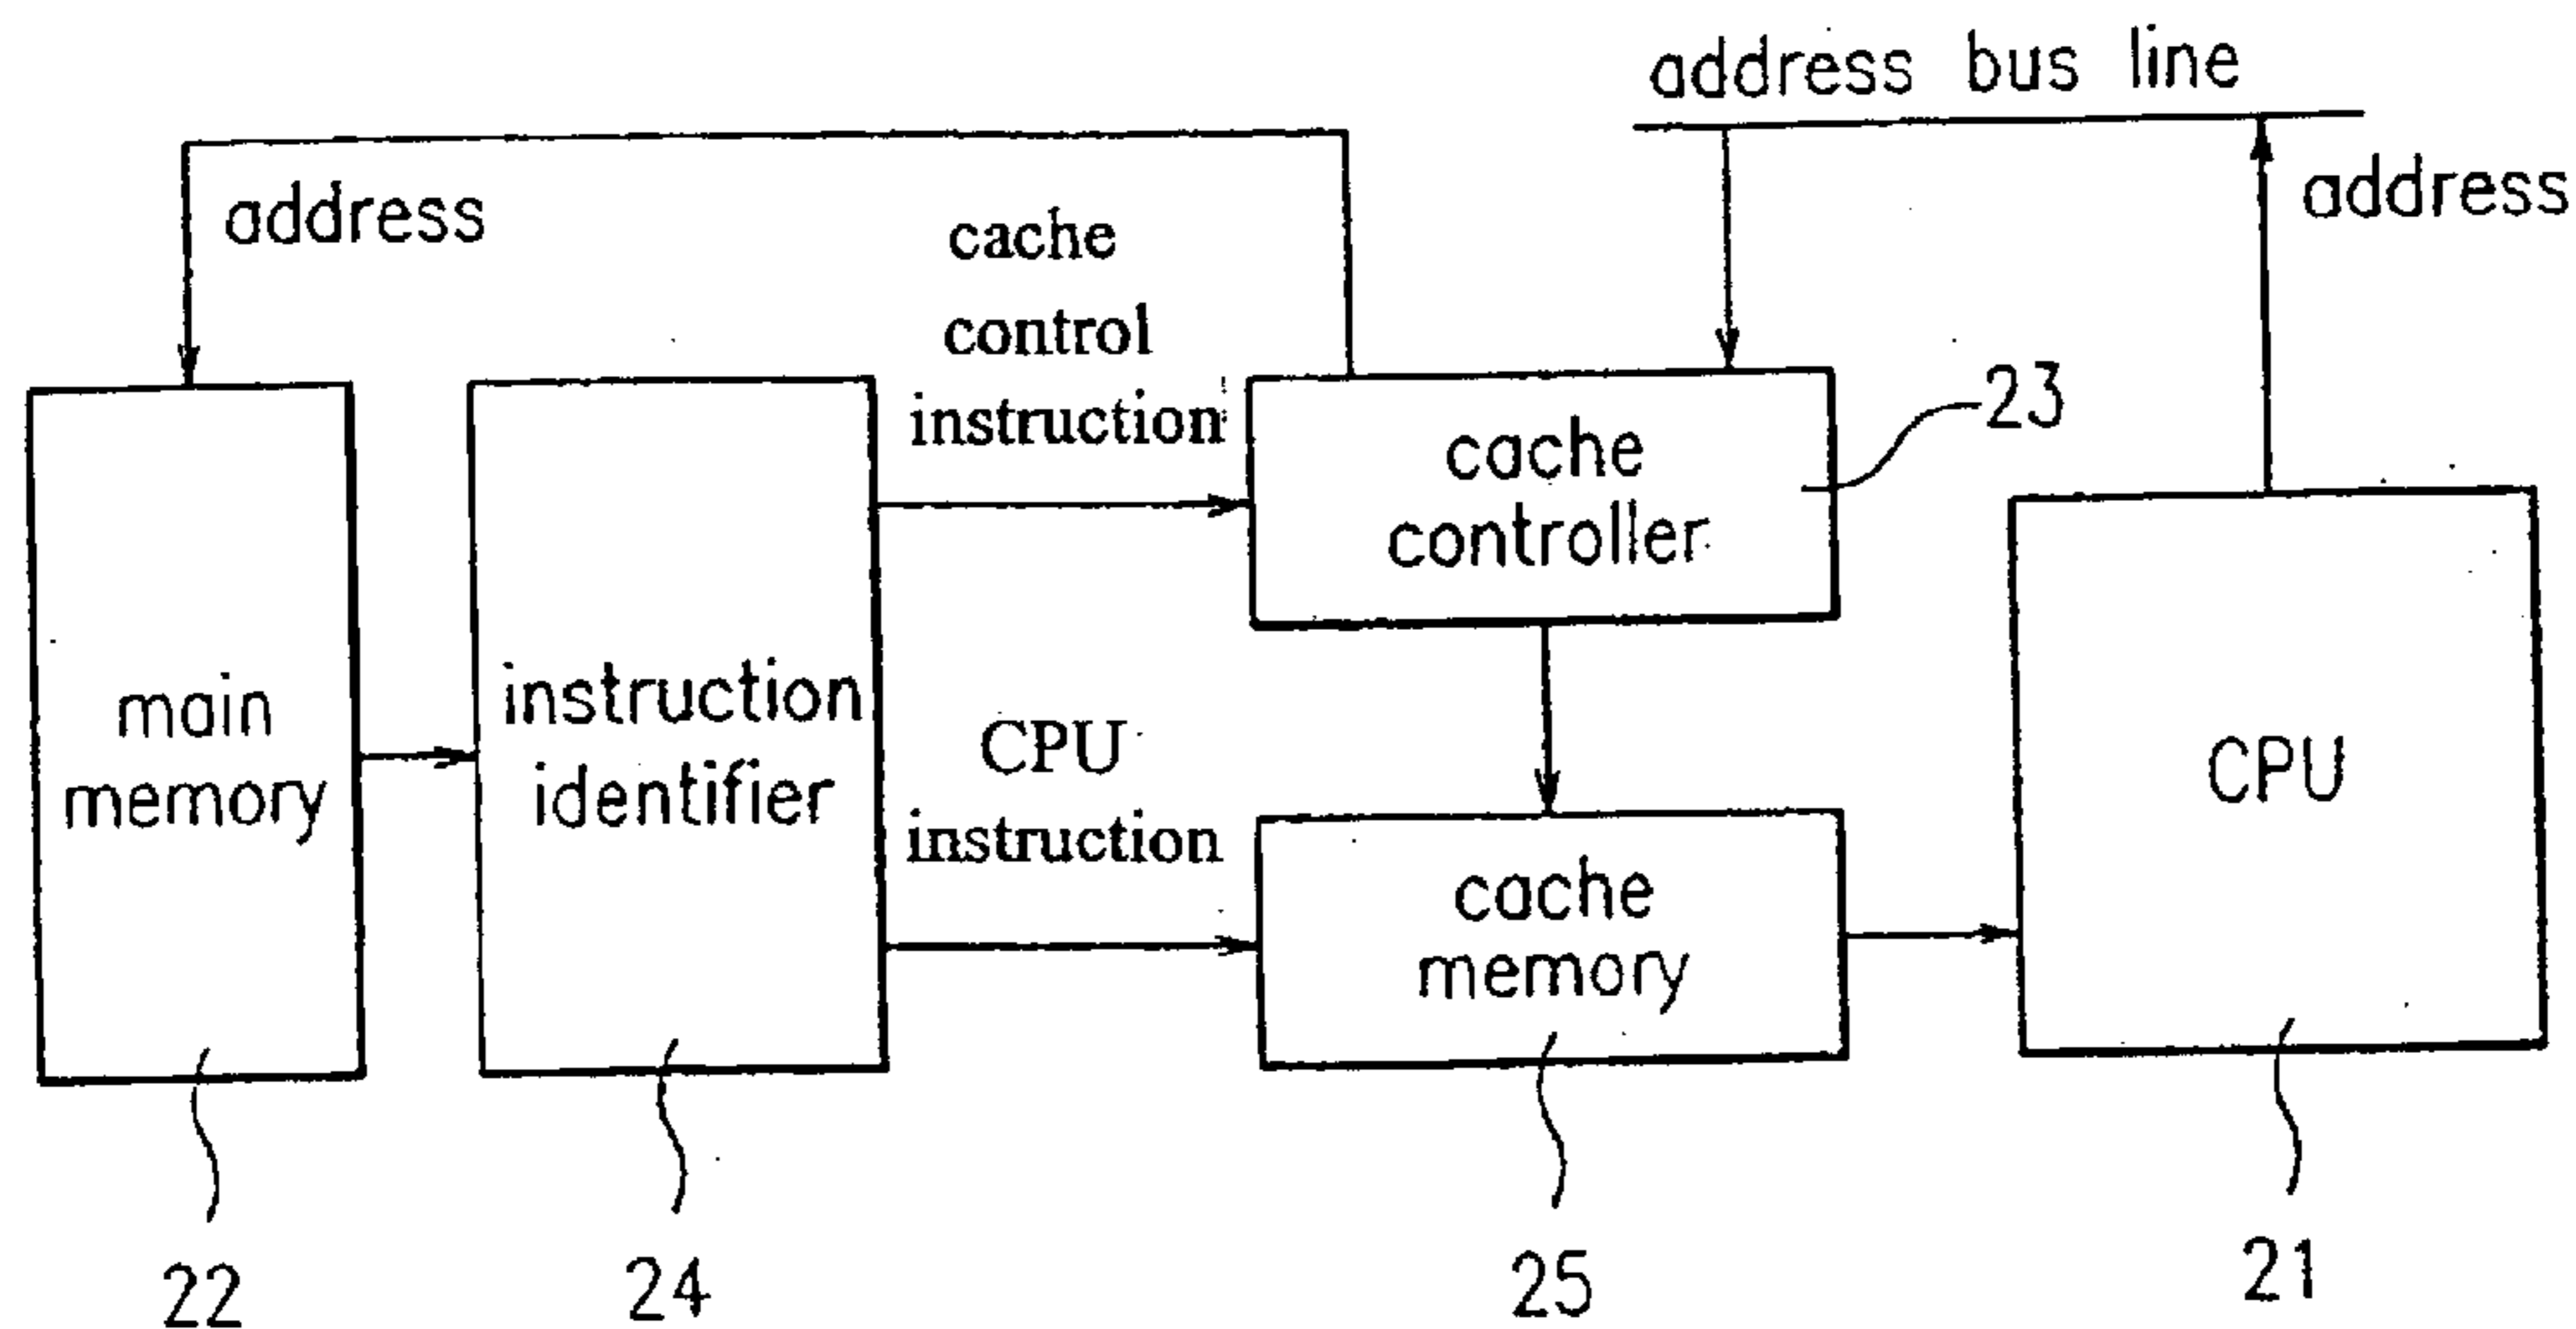 address bus line
address
address
cache
control
instruction
23
cache
controller
main
memory
instruction
identifier
CPU
instruction
cache
memory
CPU
22
24
25
21